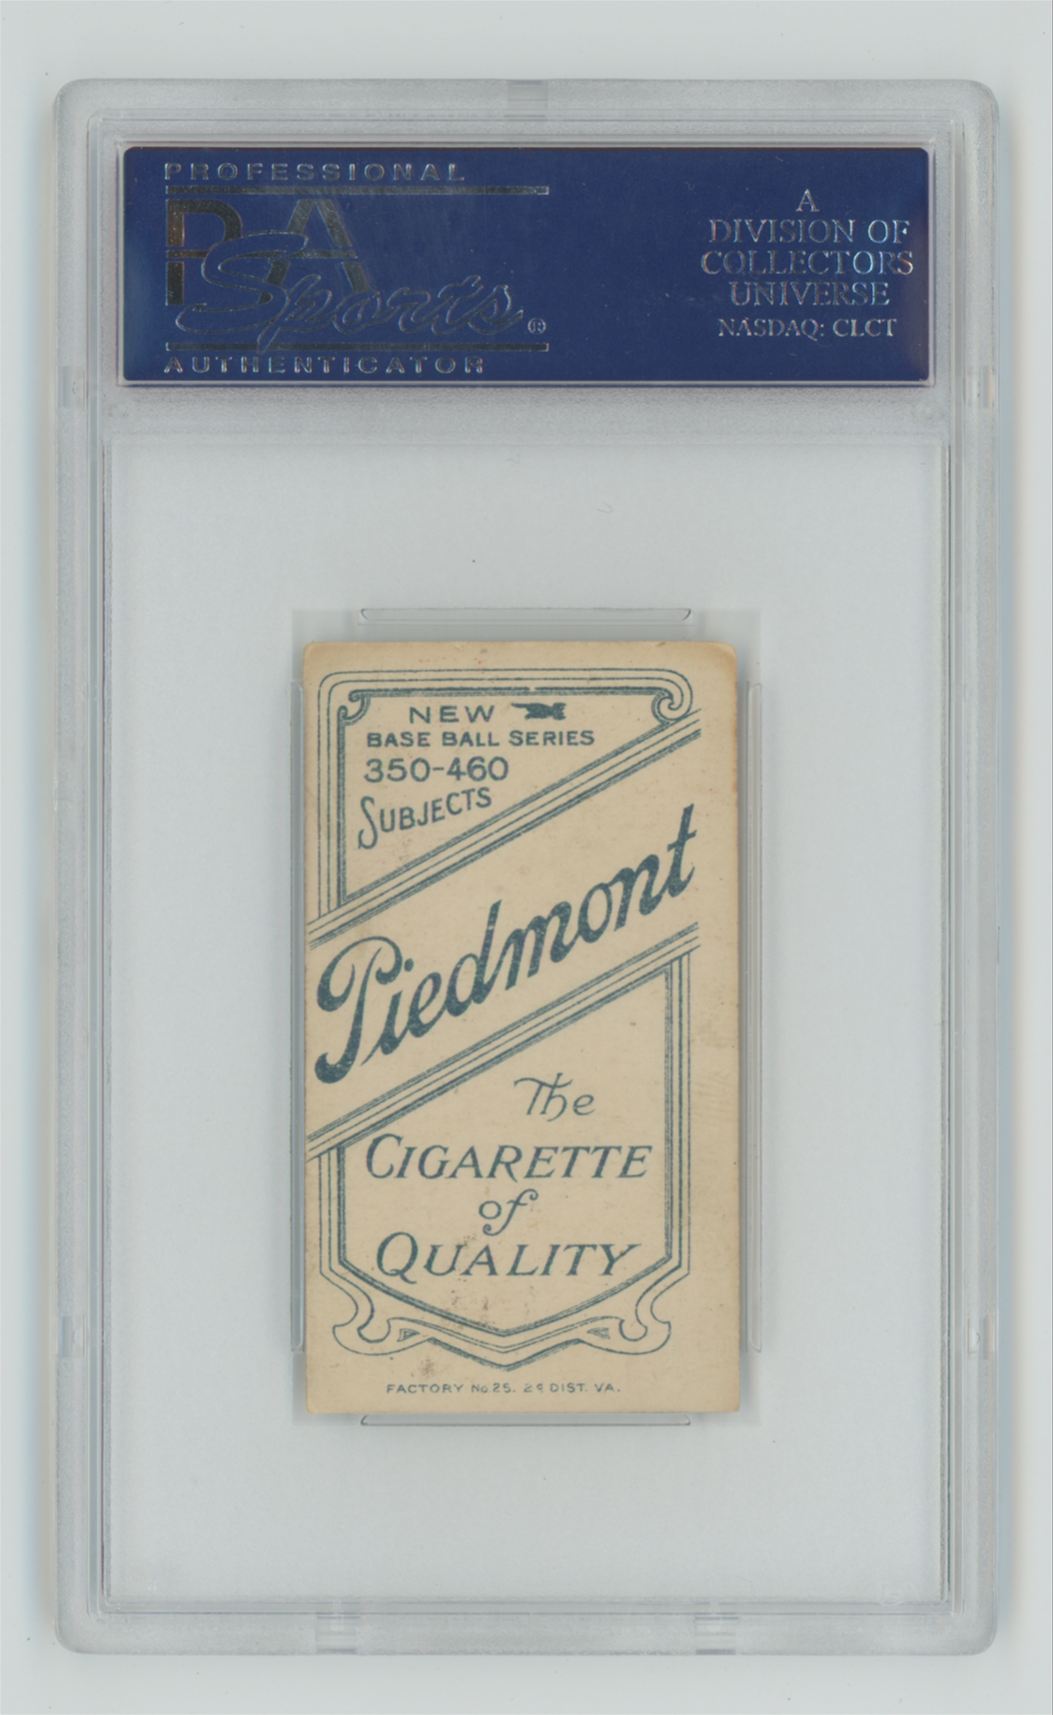 PROFESSIONAL
PSA
Sports®
AUTHENTICATOR
A
DIVISION OF
COLLECTORS
UNIVERSE
NASDAQ: CLCT
NEW
BASE BALL SERIES
350-460
SUBJECTS
Piedmont
The
CIGARETTE
of
QUALITY
FACTORY No. 25. 2d DIST. VA.